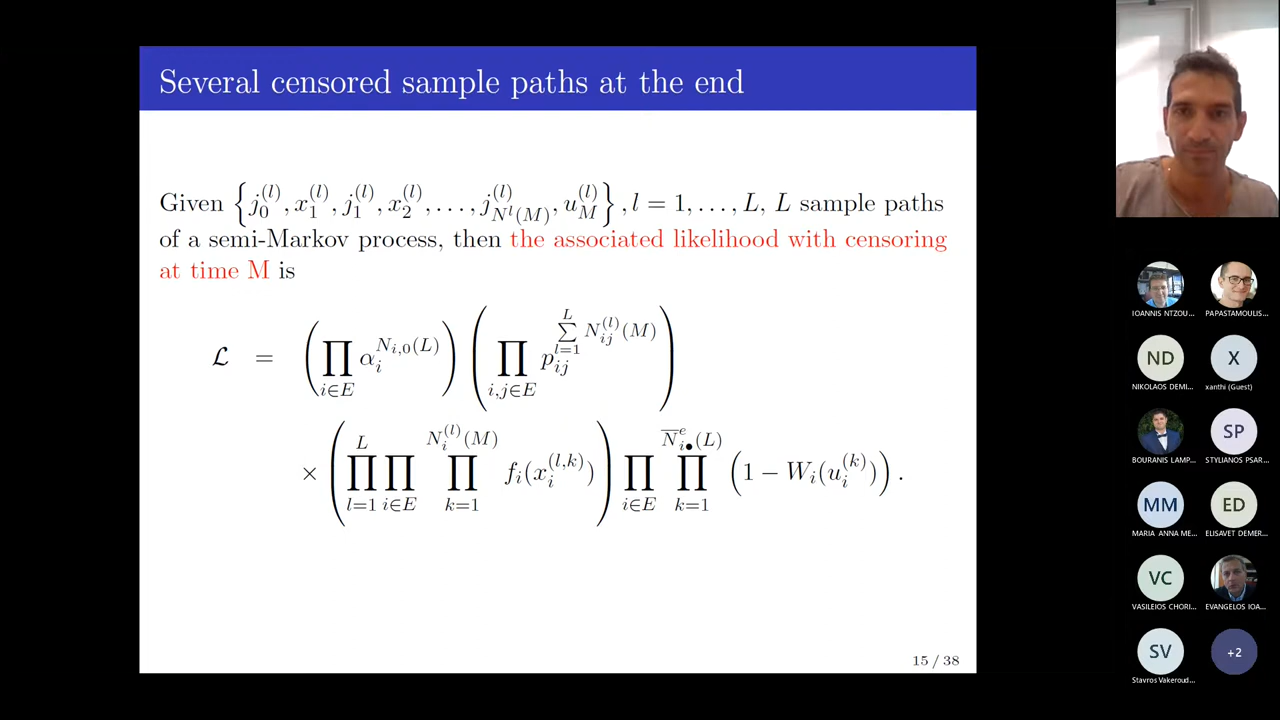 Several censored sample paths at the end
Given {j_0^{(l)}, x_1^{(l)}, j_1^{(l)}, x_2^{(l)}, …, j_{N^l(M)}^{(l)}, u_M^{(l)}}, l = 1, …, L, L sample paths
of a semi-Markov process, then the associated likelihood with censoring
at time M is
ℒ = (∏_{i∈E} α_i^{N_{i,0}(L)}) (∏_{i,j∈E} p_{ij}^{∑_{l=1}^{L} N_{ij}^{(l)}(M)})
× (∏_{l=1}^{L} ∏_{i∈E} ∏_{k=1}^{N_i^{(l)}(M)} f_i(x_i^{(l,k)})) ∏_{i∈E} ∏_{k=1}^{\overline{N}_{i•}^{e}(L)} (1 − W_i(u_i^{(k)})).
15 / 38
IOANNIS NTZOU...
PAPASTAMOULIS...
ND
X
NIKOLAOS DEMI...
xanthi (Guest)
SP
BOURANIS LAMP...
STYLIANOS PSAR...
MM
ED
MARIA ANNA ME...
ELISAVET DEMER...
VC
VASILEIOS CHORI...
EVANGELOS IOA...
SV
+2
Stavros Vakeroud...